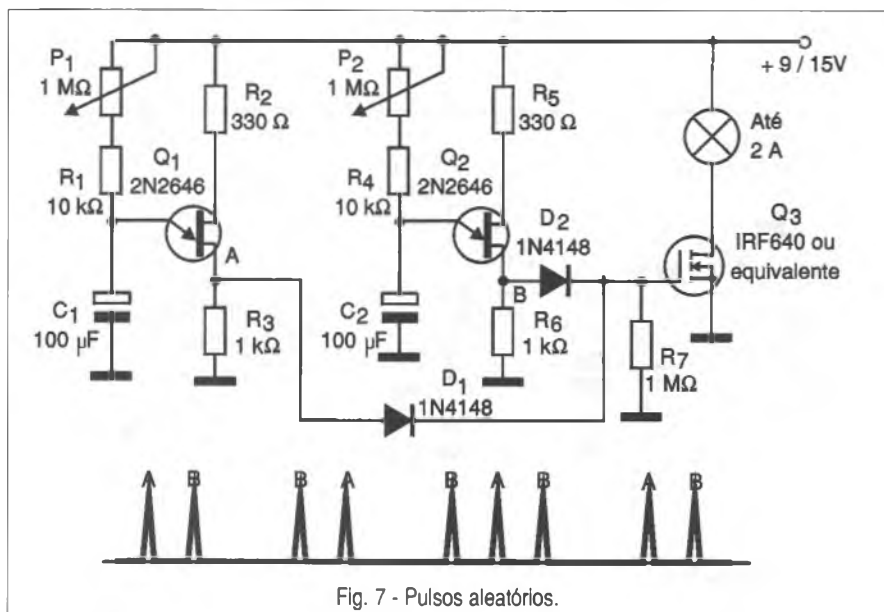 P1
1 MΩ
R2
330 Ω
R1
10 kΩ
Q1
2N2646
A
C1
100 µF
R3
1 kΩ
P2
1 MΩ
R5
330 Ω
R4
10 kΩ
Q2
2N2646
D2
1N4148
B
C2
100 µF
R6
1 kΩ
D1
1N4148
R7
1 MΩ
+ 9 / 15V
Até
2 A
Q3
IRF640 ou
equivalente
A B B A B A B A B
Fig. 7 - Pulsos aleatórios.